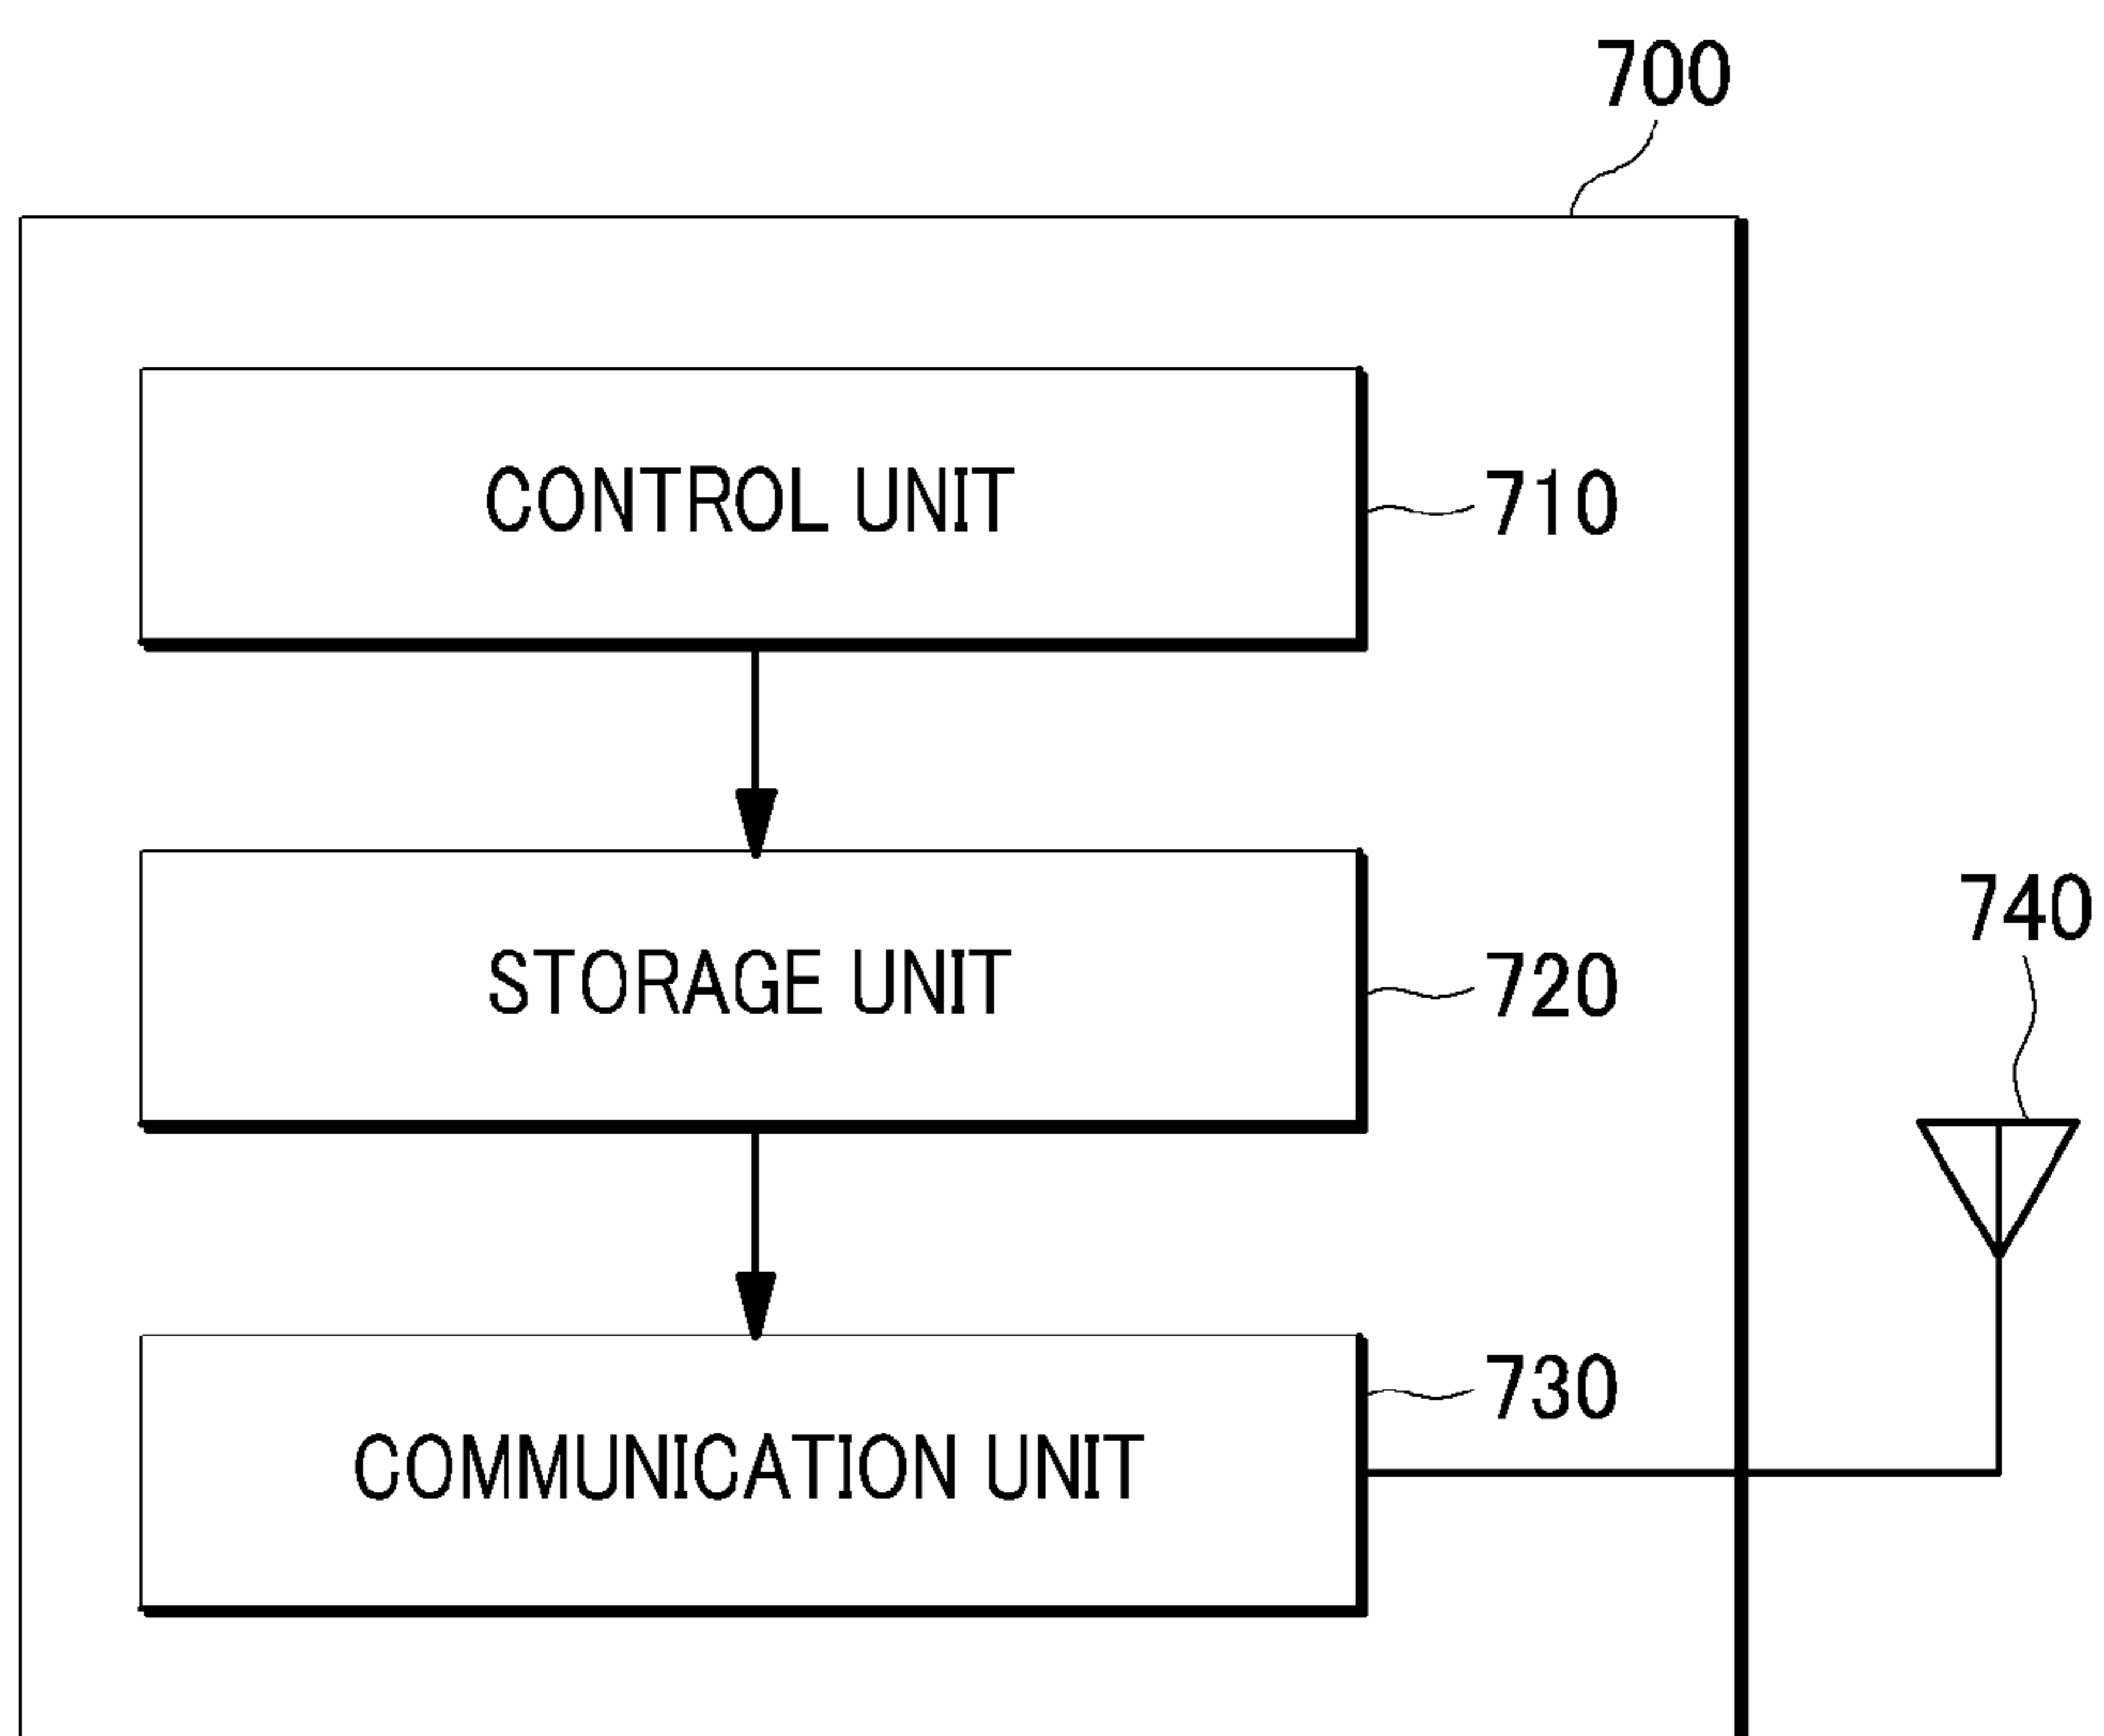 700
CONTROL UNIT
710
STORAGE UNIT
720
740
COMMUNICATION UNIT
730